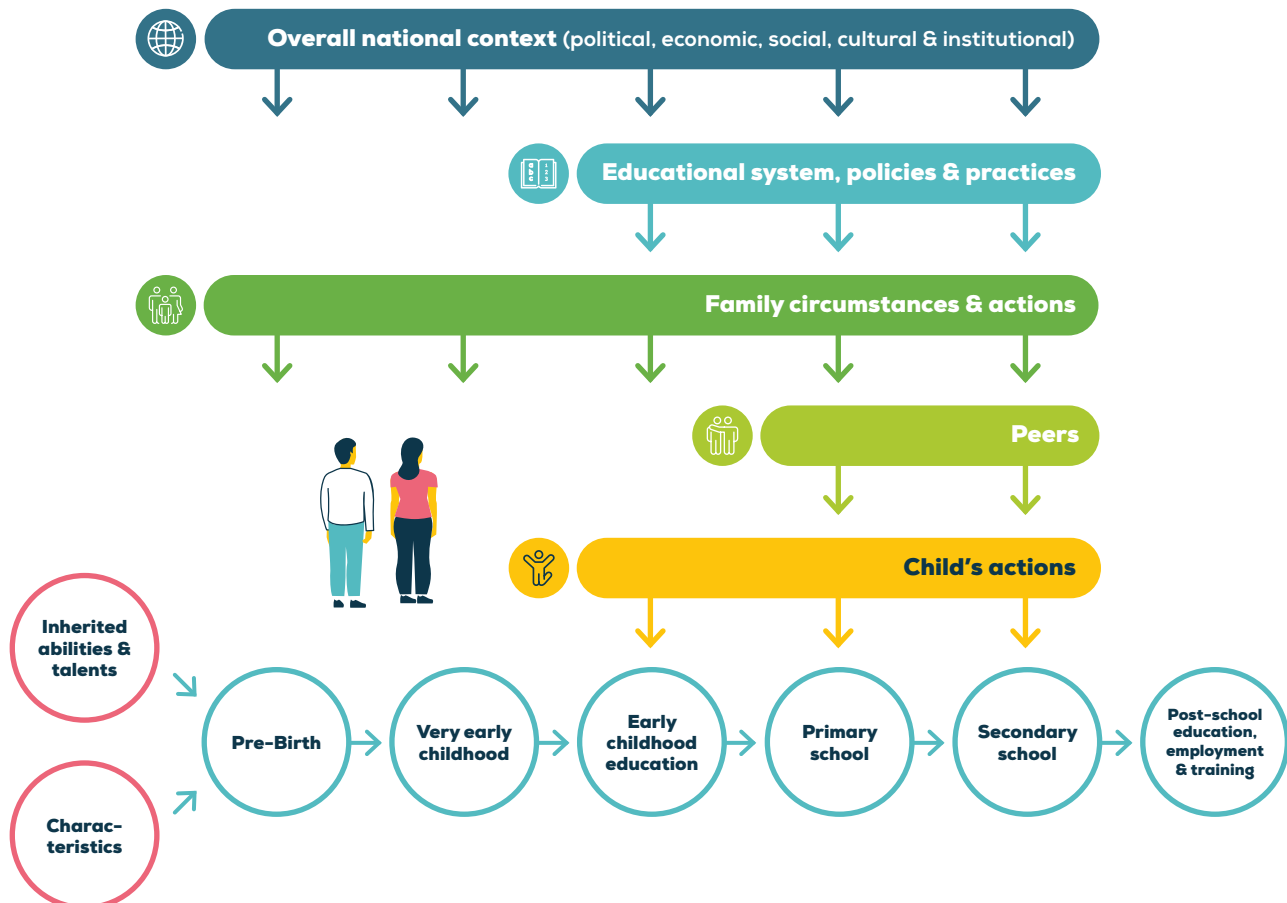 Overall national context (political, economic, social, cultural & institutional)
Educational system, policies & practices
Family circumstances & actions
Peers
Child's actions
Inherited
abilities &
talents
Charac-
teristics
Pre-Birth
Very early
childhood
Early
childhood
education
Primary
school
Secondary
school
Post-school
education,
employment
& training